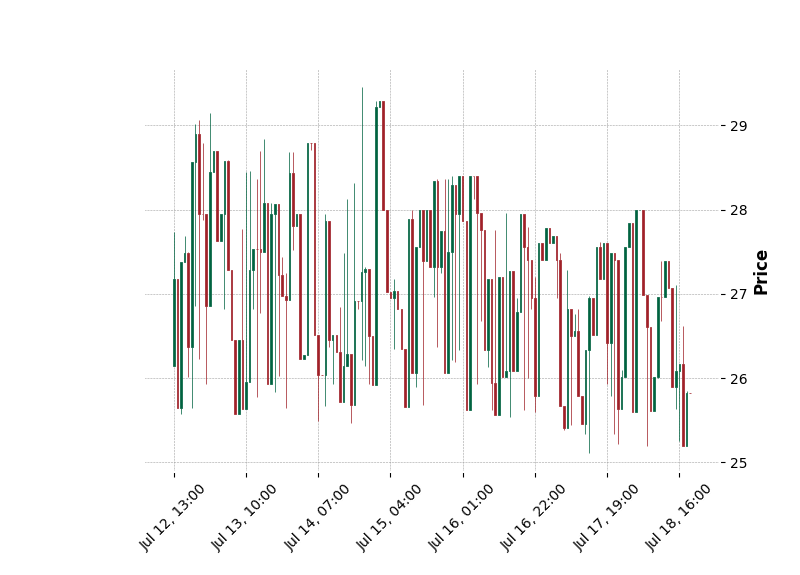 29
28
27
26
25
Price
Jul 12, 13:00
Jul 13, 10:00
Jul 14, 07:00
Jul 15, 04:00
Jul 16, 01:00
Jul 16, 22:00
Jul 17, 19:00
Jul 18, 16:00